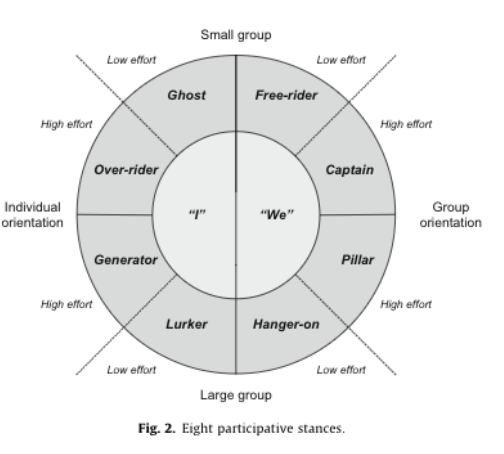 Small group
Low effort
Low effort
Ghost
Free-rider
High effort
High effort
Over-rider
Captain
Individual
orientation
"I"
"We"
Group
orientation
Generator
Pillar
High effort
High effort
Lurker
Hanger-on
Low effort
Low effort
Large group
Fig. 2. Eight participative stances.